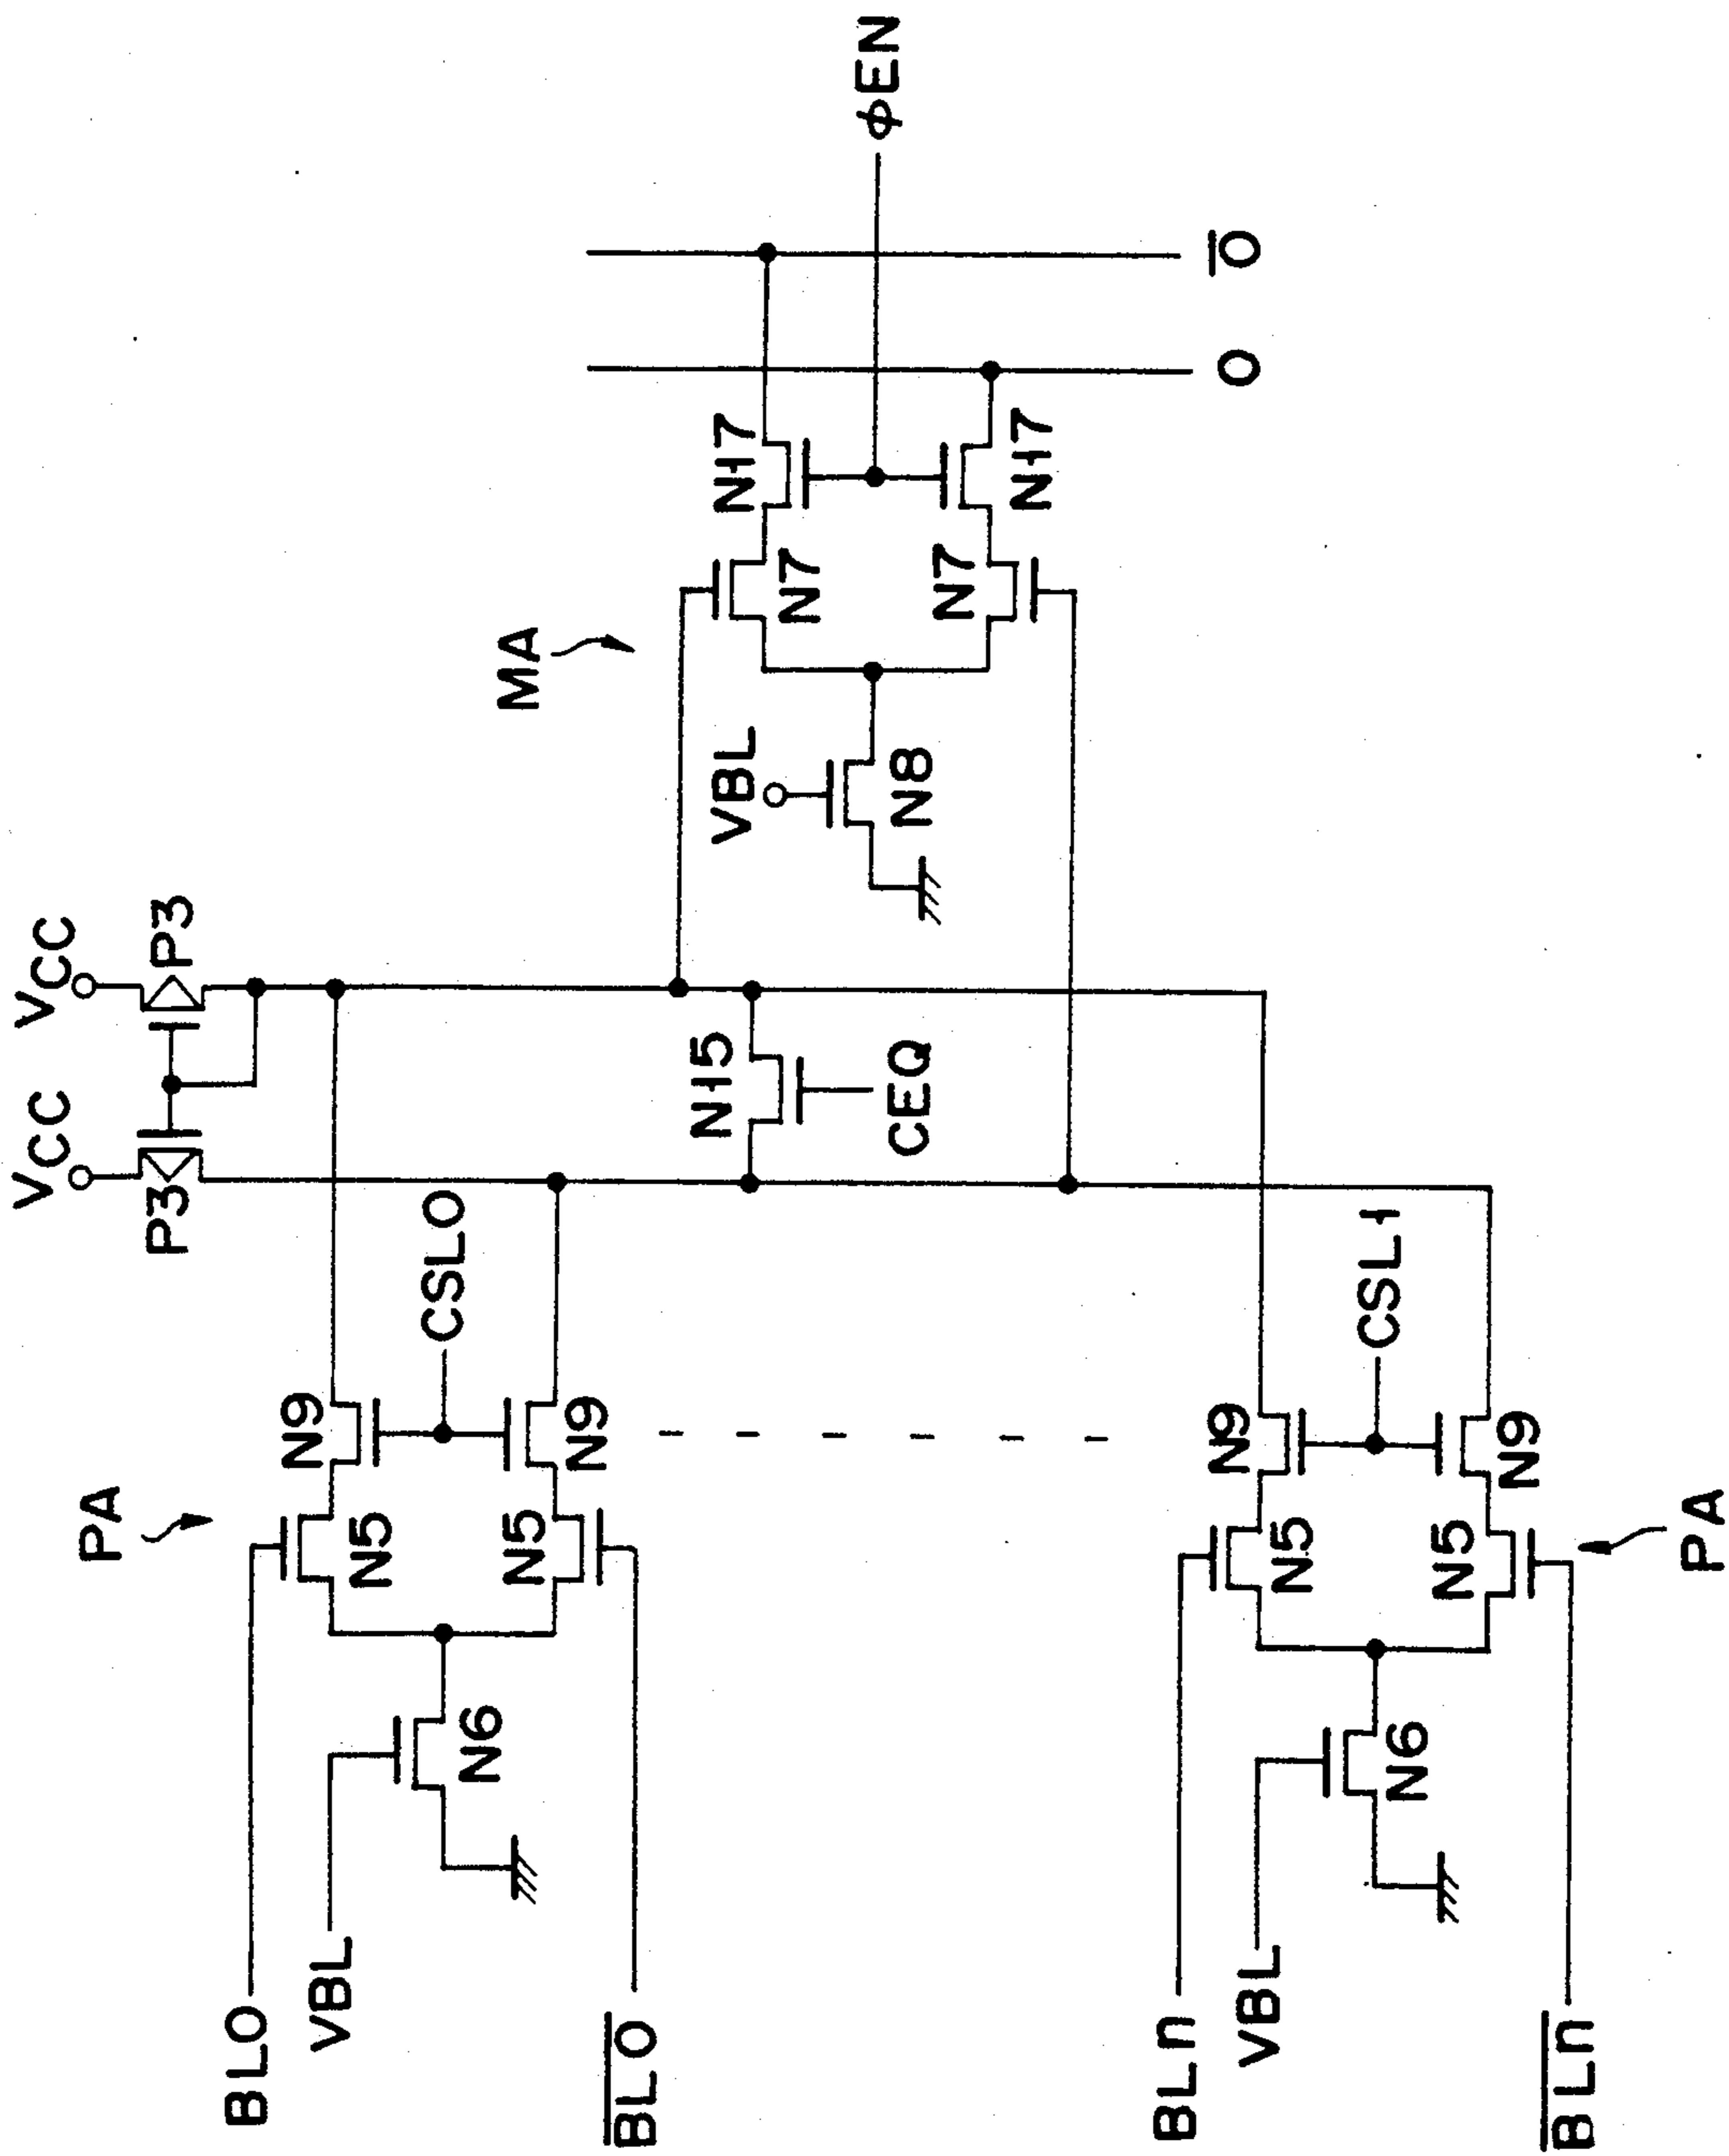 VCC
VCC
PA
P3
P3
BL0
N9
VBL
N5
CSL0
N6
MA
N5
N9
B̅L̅0̅
N15
VBL
N17
N7
φEN
CEQ
N8
N7
N17
BLn
N9
O
O̅
VBL
N5
CSL1
N6
N5
N9
B̅L̅n̅
PA